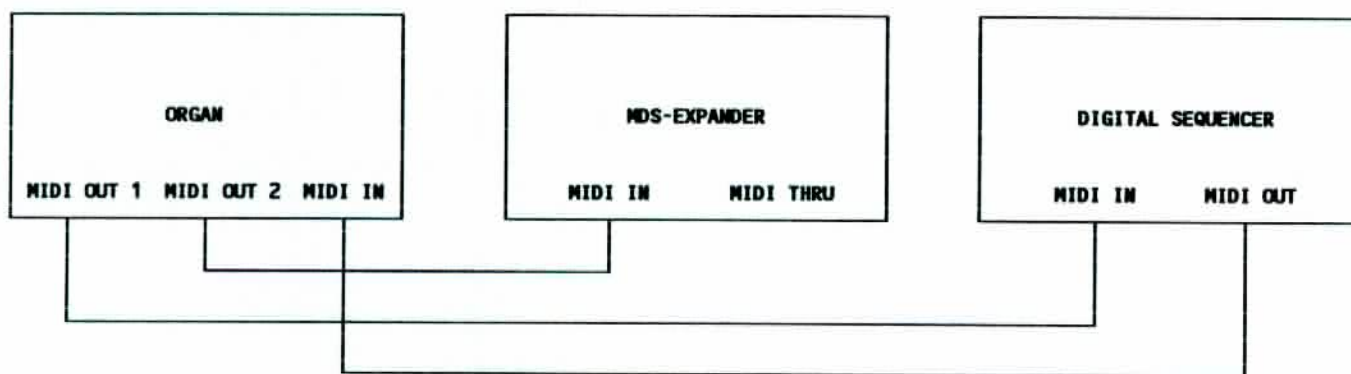 ORGAN
MIDI OUT 1 MIDI OUT 2 MIDI IN
MDS-EXPANDER
MIDI IN MIDI THRU
DIGITAL SEQUENCER
MIDI IN MIDI OUT